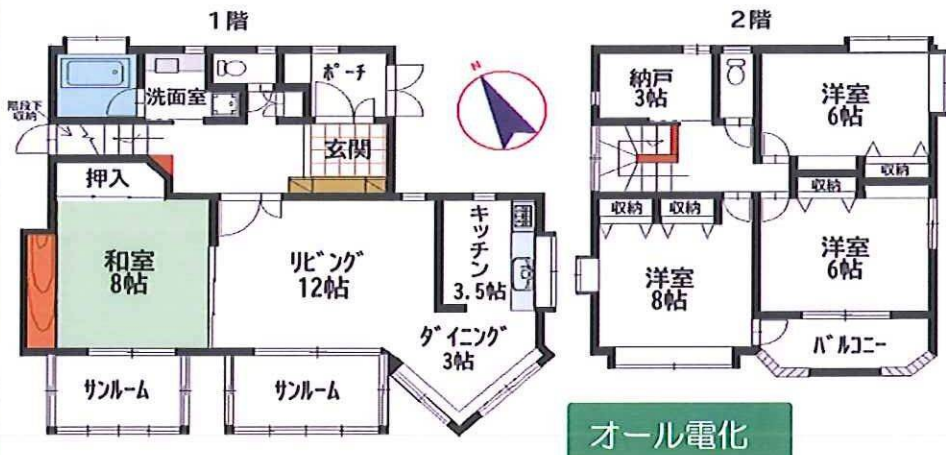 1階
洗面室
ポーチ
階段下
収納
玄関
押入
和室
8帖
リビング
12帖
キッチン
3.5帖
ダイニング
3帖
サンルーム
サンルーム
N
2階
納戸
3帖
洋室
6帖
収納
収納
収納
収納
洋室
8帖
洋室
6帖
バルコニー
オール電化